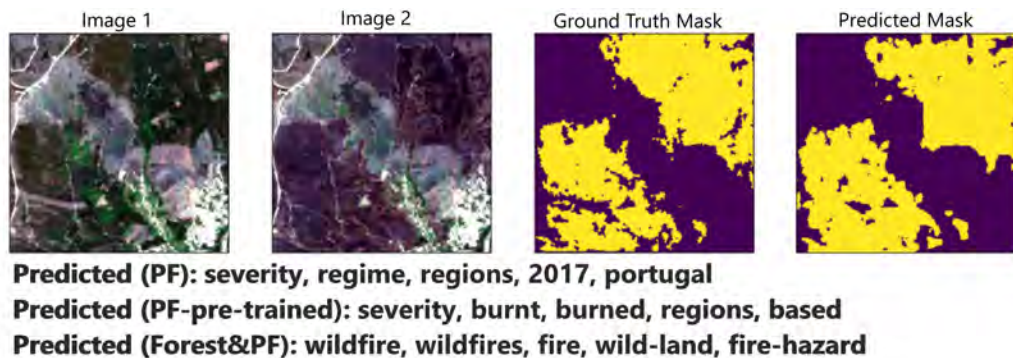 Image 1 Image 2 Ground Truth Mask Predicted Mask
Predicted (PF): severity, regime, regions, 2017, portugal
Predicted (PF-pre-trained): severity, burnt, burned, regions, based
Predicted (Forest&PF): wildfire, wildfires, fire, wild-land, fire-hazard